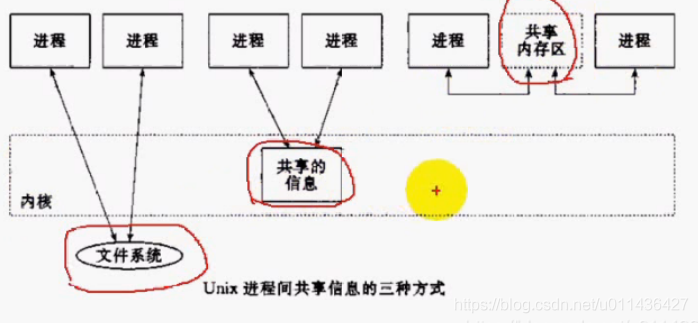 进程
进程
进程
进程
进程
共享
内存区
进程
共享的
信息
内核
文件系统
Unix 进程间共享信息的三种方式
https://blog.csdn.net/u011436427